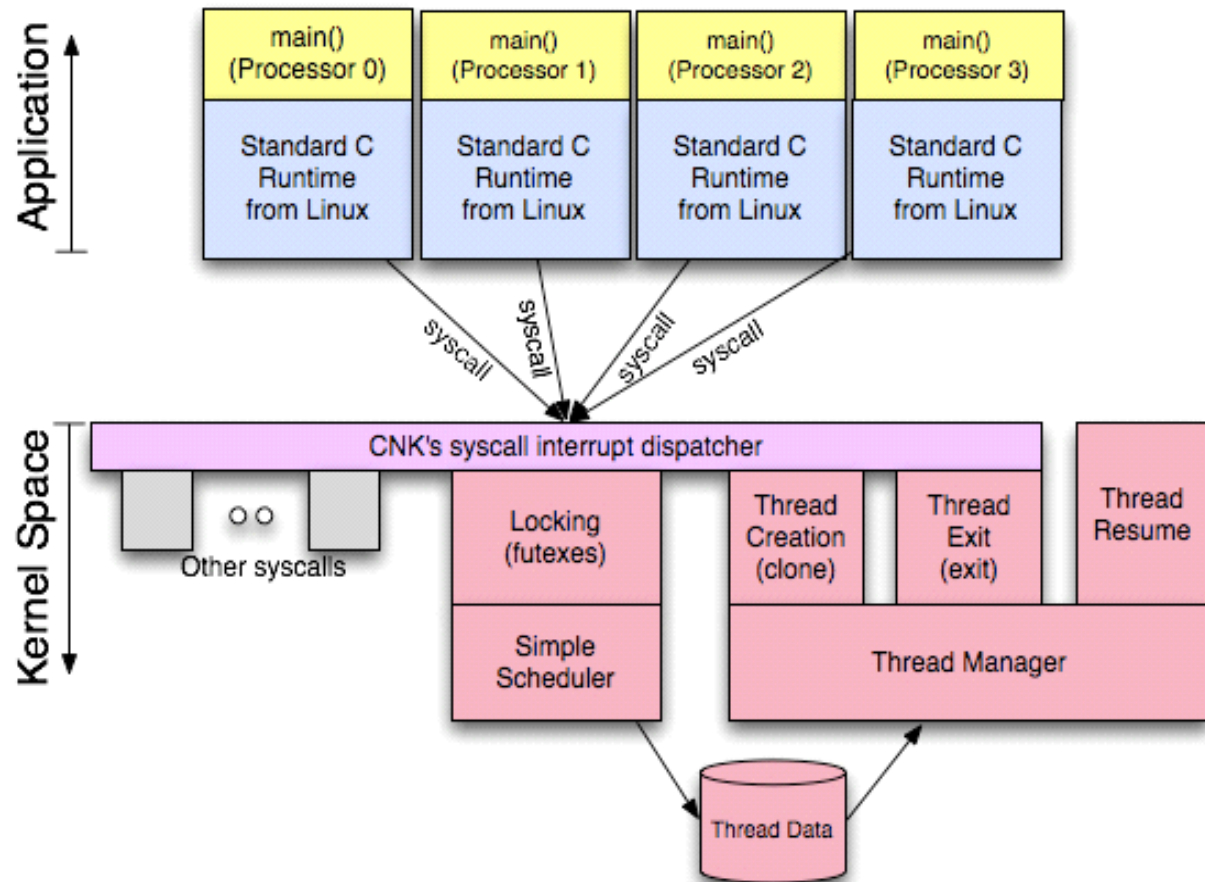 Application
main()
(Processor 0)
main()
(Processor 1)
main()
(Processor 2)
main()
(Processor 3)
Standard C
Runtime
from Linux
Standard C
Runtime
from Linux
Standard C
Runtime
from Linux
Standard C
Runtime
from Linux
syscall
syscall
syscall
syscall
Kernel Space
CNK's syscall interrupt dispatcher
Other syscalls
Locking
(futexes)
Simple
Scheduler
Thread
Creation
(clone)
Thread
Exit
(exit)
Thread
Resume
Thread Manager
Thread Data